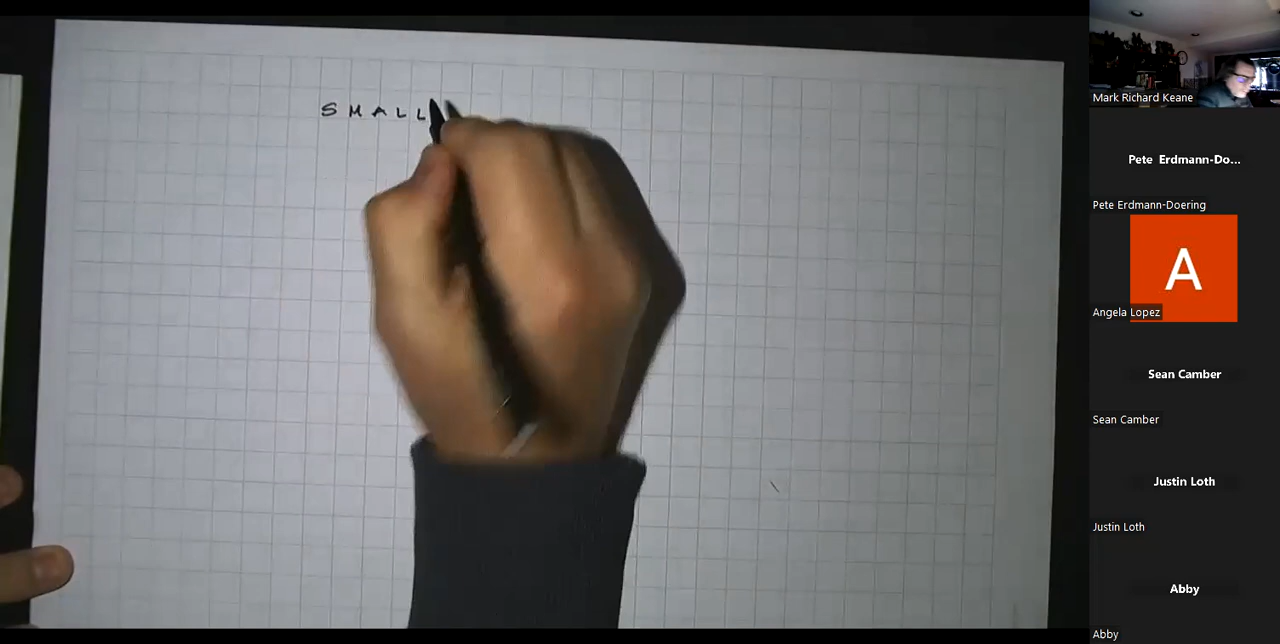 SMALL
Mark Richard Keane
Pete Erdmann-Do...
Pete Erdmann-Doering
A
Angela Lopez
Sean Camber
Sean Camber
Justin Loth
Justin Loth
Abby
Abby